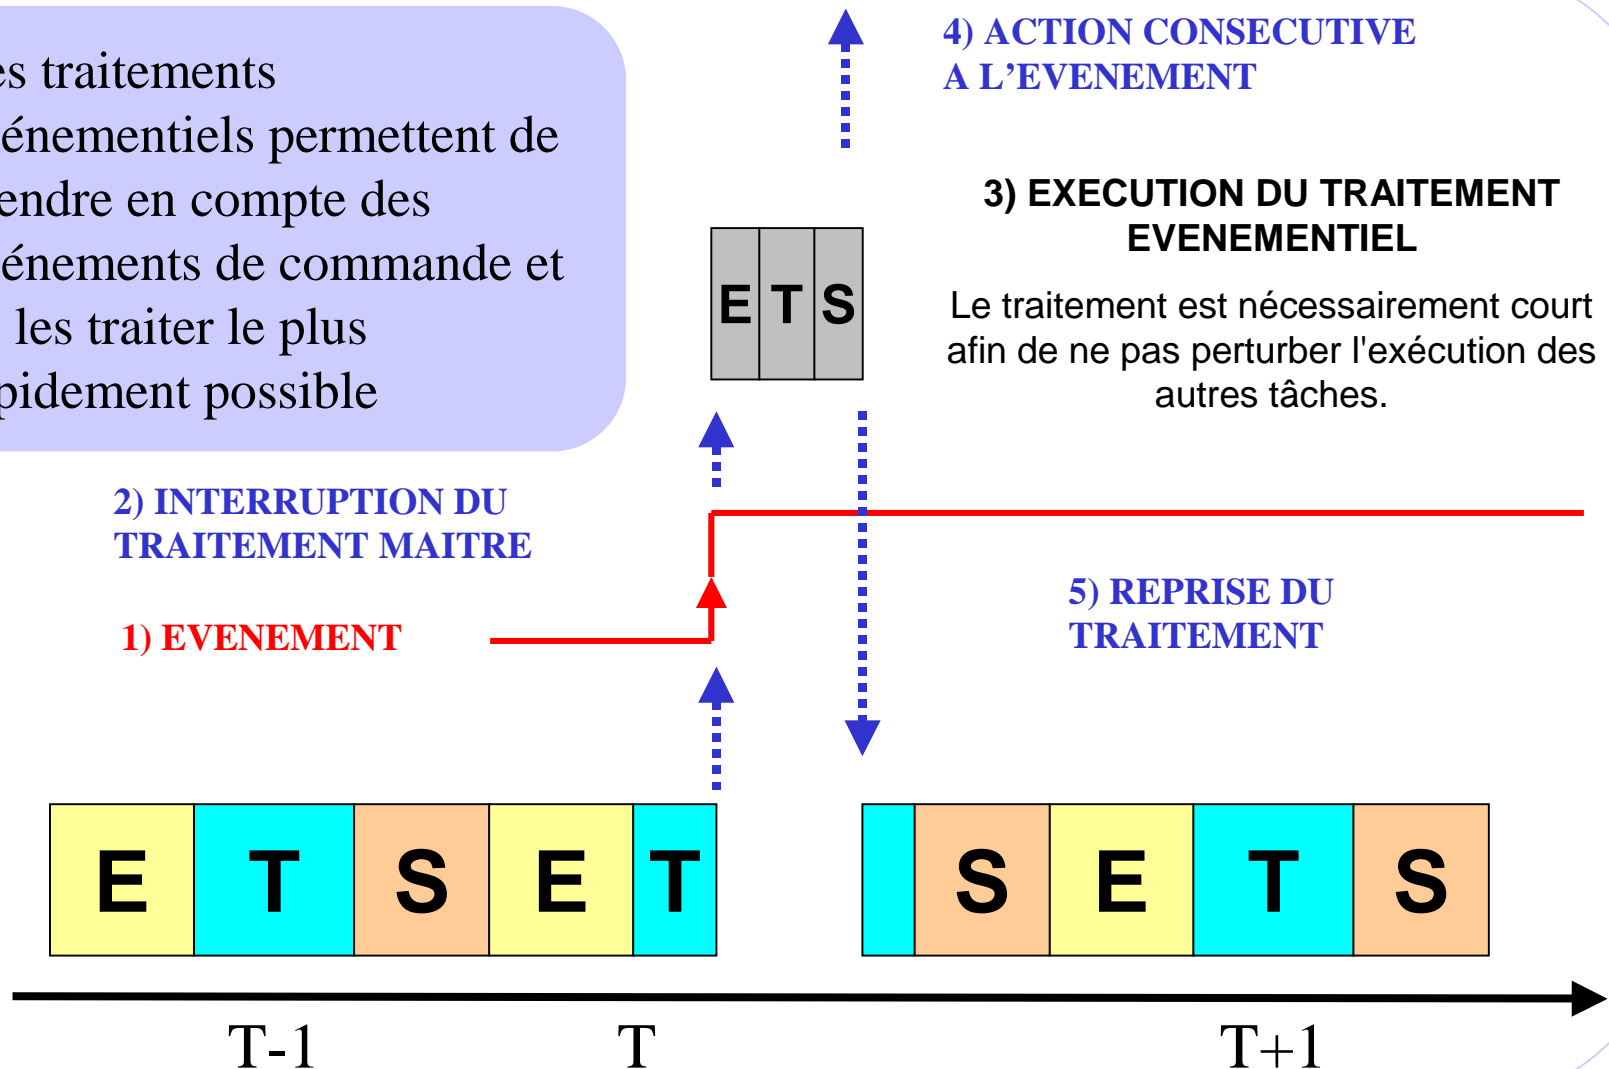 es traitements
énementiels permettent de
endre en compte des
énements de commande et
les traiter le plus
pidement possible
4) ACTION CONSECUTIVE
A L’EVENEMENT
3) EXECUTION DU TRAITEMENT
EVENEMENTIEL
Le traitement est nécessairement court
afin de ne pas perturber l'exécution des
autres tâches.
E T S
2) INTERRUPTION DU
TRAITEMENT MAITRE
1) EVENEMENT
5) REPRISE DU
TRAITEMENT
E T S E T S E T S
T-1 T T+1